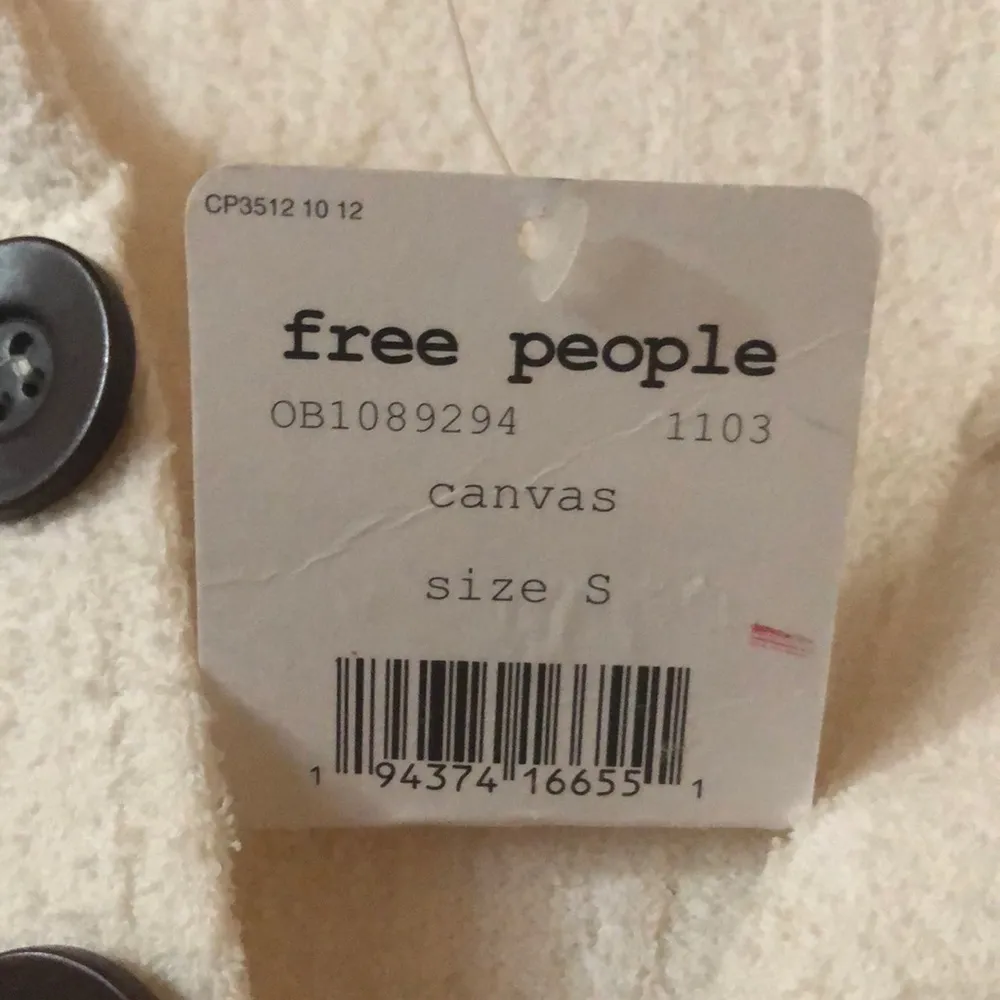 CP3512 10 12
free people
OB1089294 1103
canvas
size S
1 94374 16655 1